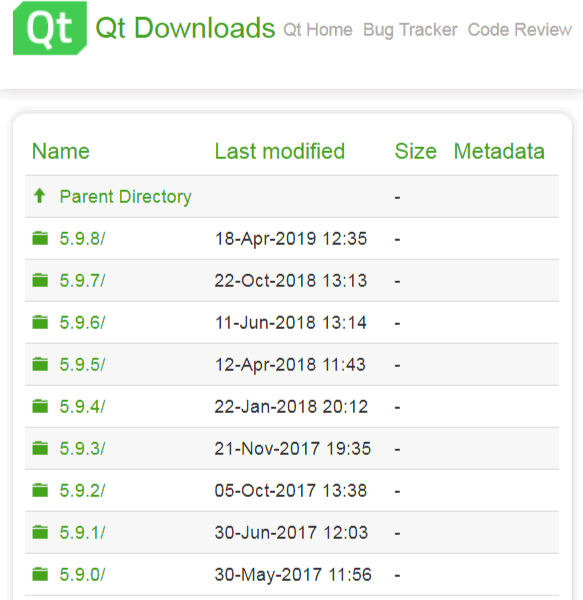 Qt Qt Downloads Qt Home Bug Tracker Code Review
Name Last modified Size Metadata
Parent Directory -
5.9.8/ 18-Apr-2019 12:35 -
5.9.7/ 22-Oct-2018 13:13 -
5.9.6/ 11-Jun-2018 13:14 -
5.9.5/ 12-Apr-2018 11:43 -
5.9.4/ 22-Jan-2018 20:12 -
5.9.3/ 21-Nov-2017 19:35 -
5.9.2/ 05-Oct-2017 13:38 -
5.9.1/ 30-Jun-2017 12:03 -
5.9.0/ 30-May-2017 11:56 -